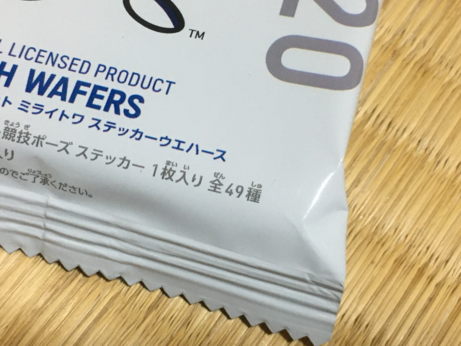 20
TM
LICENSED PRODUCT
H WAFERS
ト ミライトワ ステッカーウエハース
競技ポーズ ステッカー 1枚入り 全49種
入り
のでご了承ください。